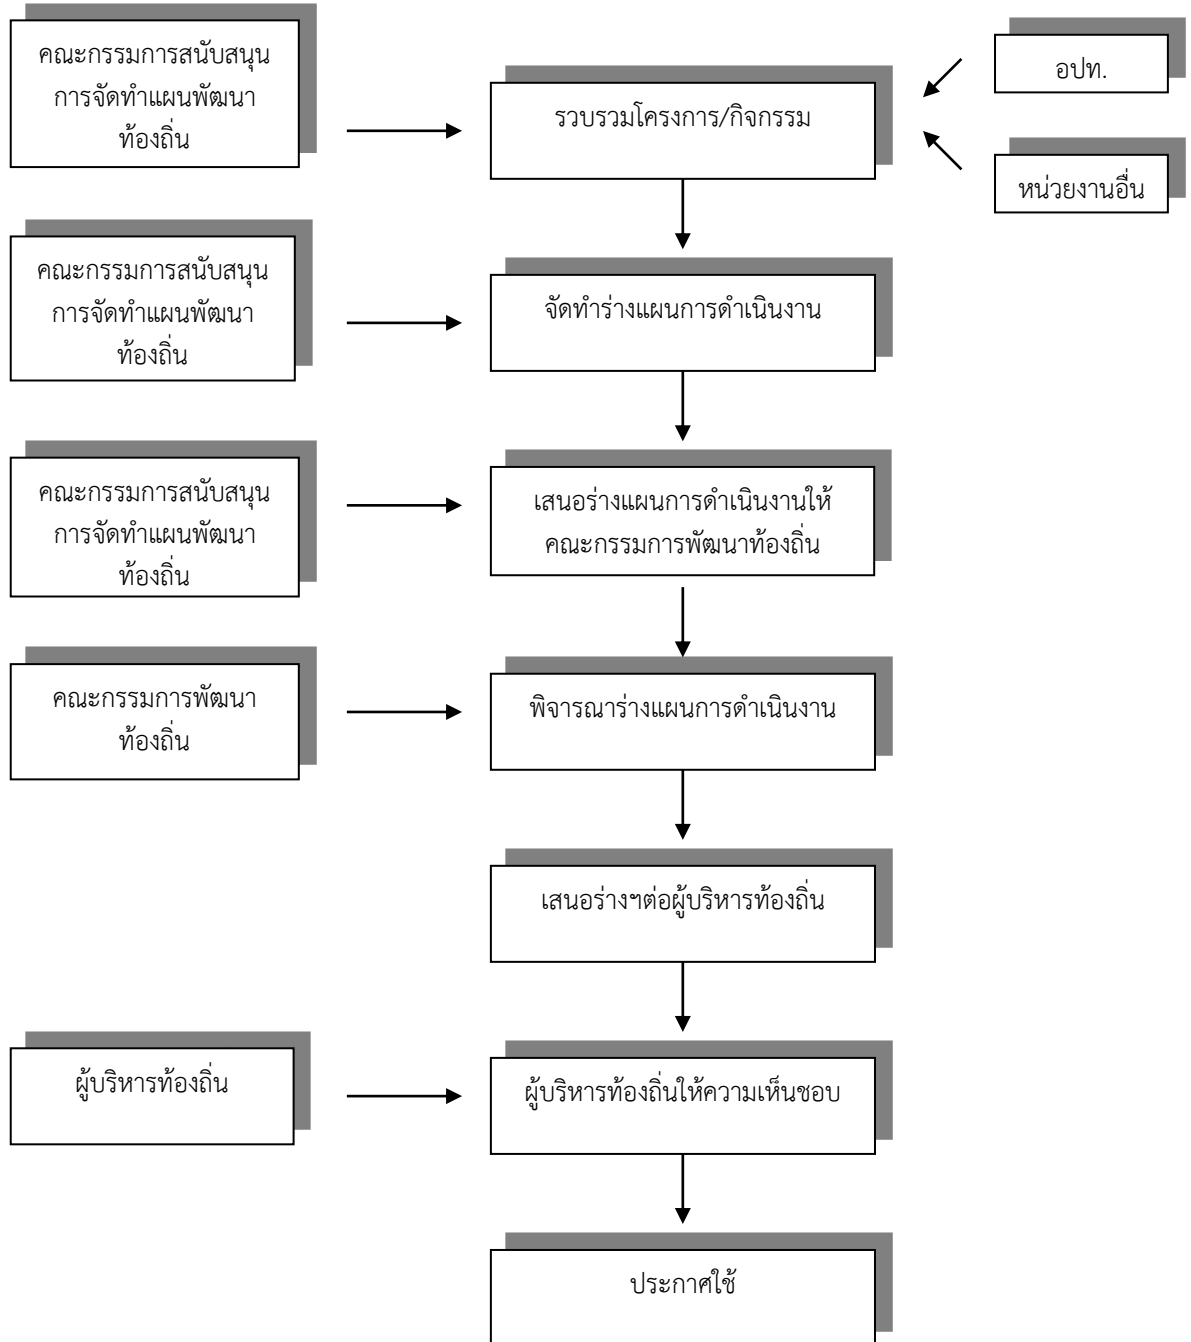 คณะกรรมการสนับสนุน
การจัดทำแผนพัฒนา
ท้องถิ่น
รวบรวมโครงการ/กิจกรรม
อปท.
หน่วยงานอื่น
คณะกรรมการสนับสนุน
การจัดทำแผนพัฒนา
ท้องถิ่น
จัดทำร่างแผนการดำเนินงาน
คณะกรรมการสนับสนุน
การจัดทำแผนพัฒนา
ท้องถิ่น
เสนอร่างแผนการดำเนินงานให้
คณะกรรมการพัฒนาท้องถิ่น
คณะกรรมการพัฒนา
ท้องถิ่น
พิจารณาร่างแผนการดำเนินงาน
เสนอร่างฯต่อผู้บริหารท้องถิ่น
ผู้บริหารท้องถิ่น
ผู้บริหารท้องถิ่นให้ความเห็นชอบ
ประกาศใช้